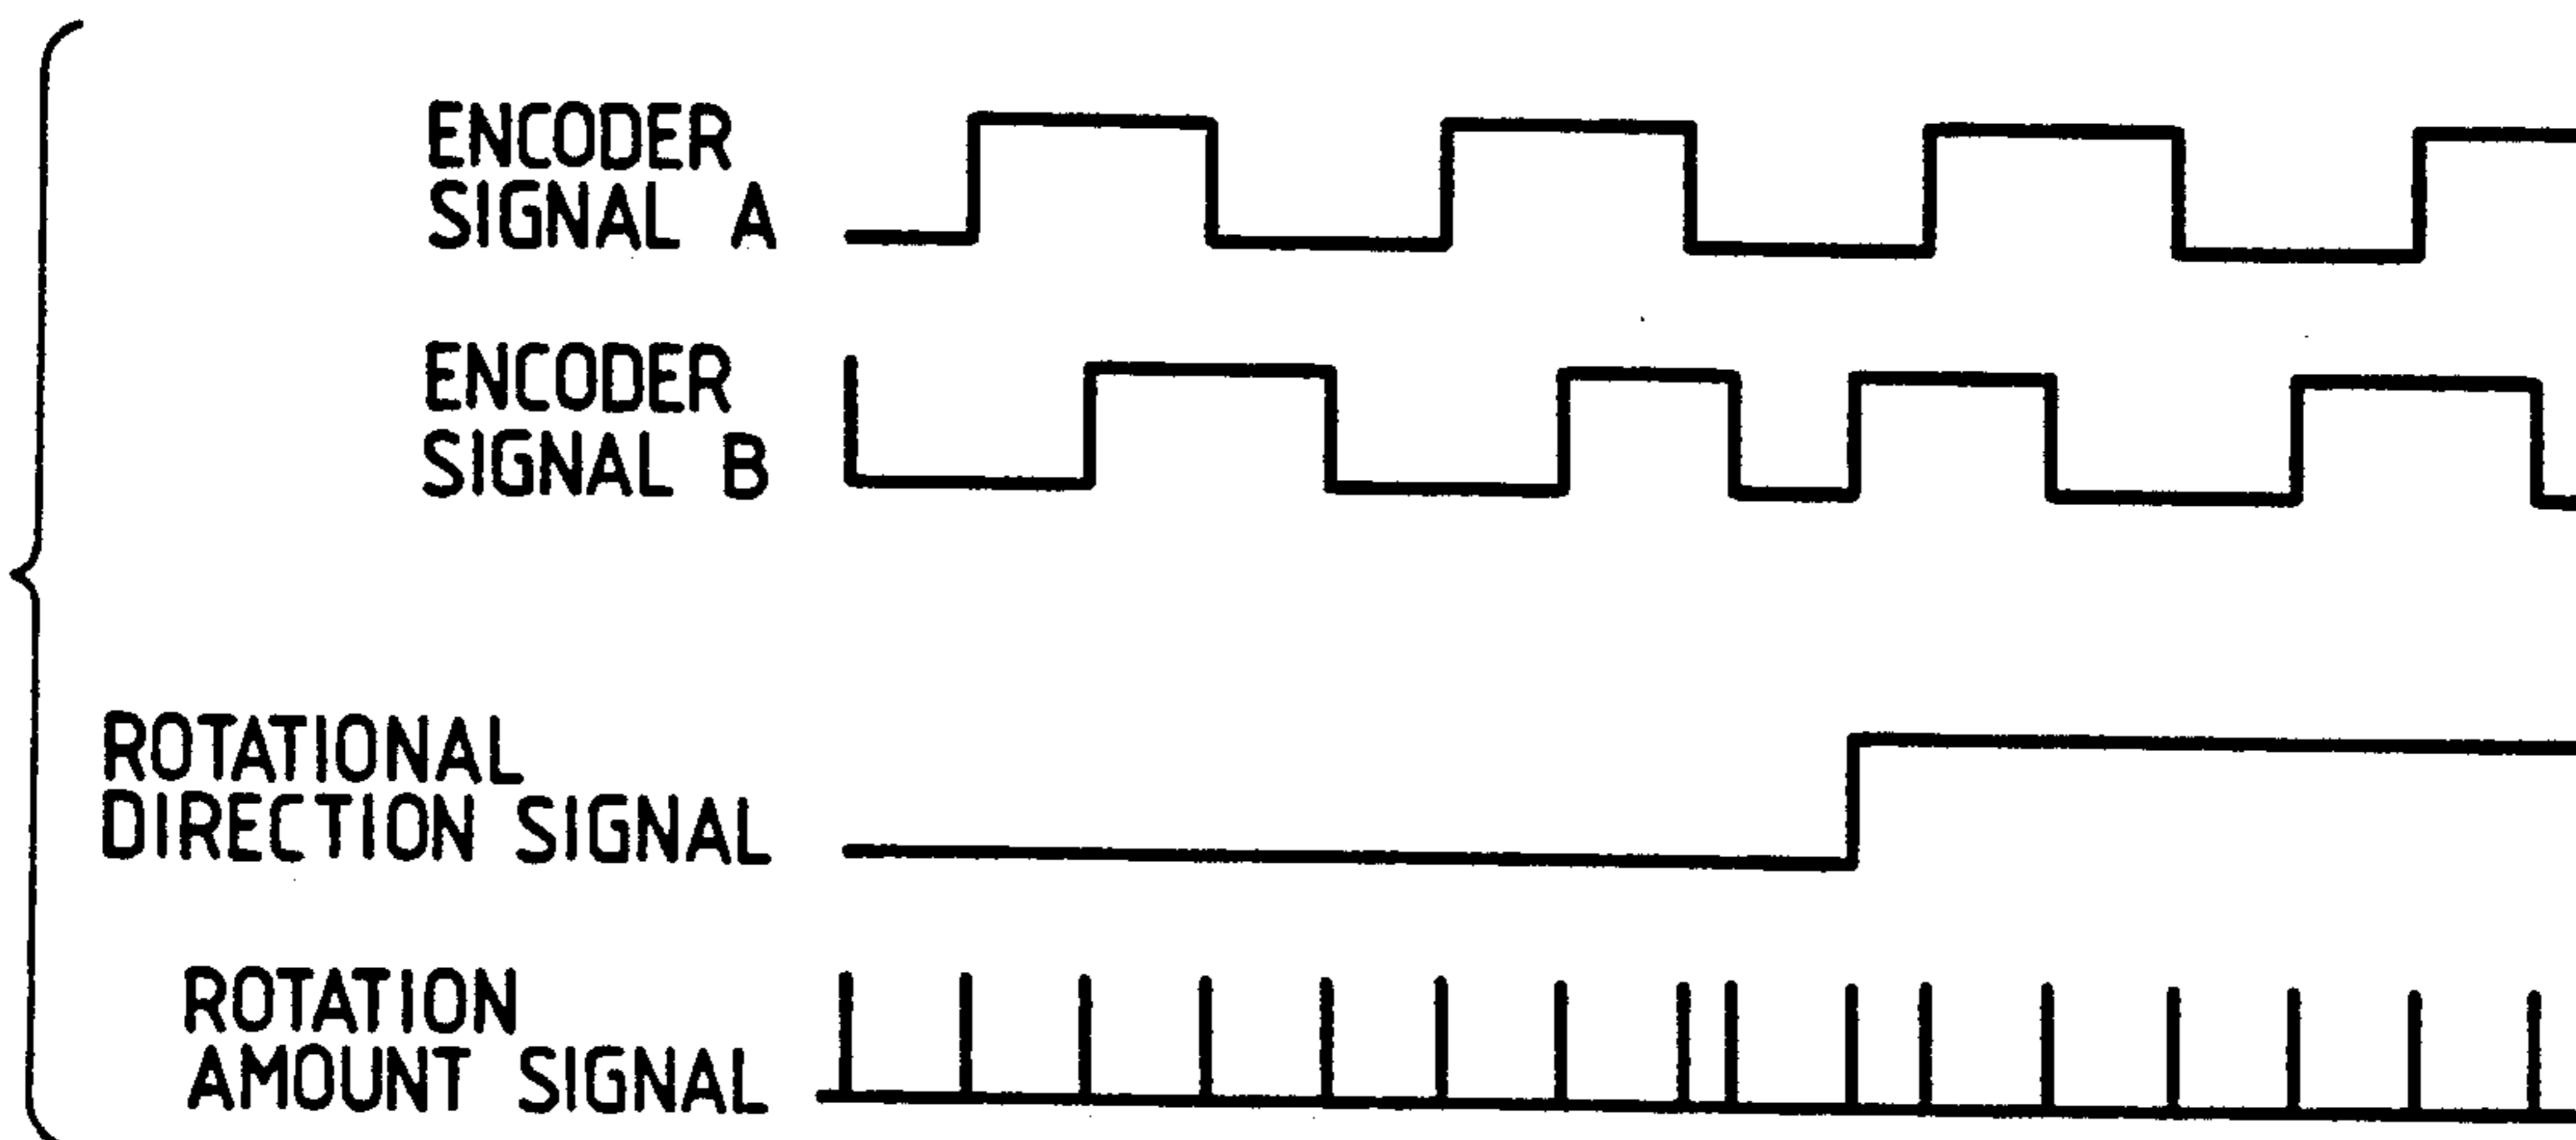 ENCODER
SIGNAL A
ENCODER
SIGNAL B
ROTATIONAL
DIRECTION SIGNAL
ROTATION
AMOUNT SIGNAL